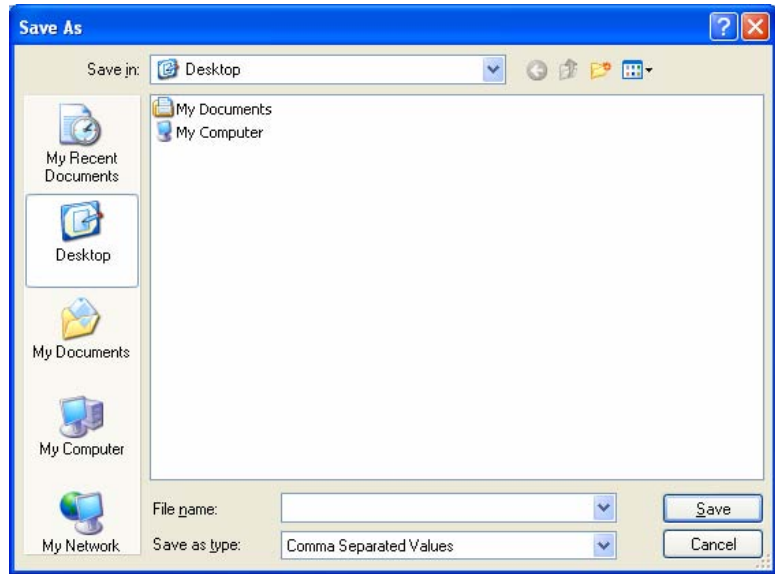 Save As
Save in:
Desktop
My Documents
My Computer
My Recent
Documents
Desktop
My Documents
My Computer
My Network
File name:
Save
Save as type:
Comma Separated Values
Cancel